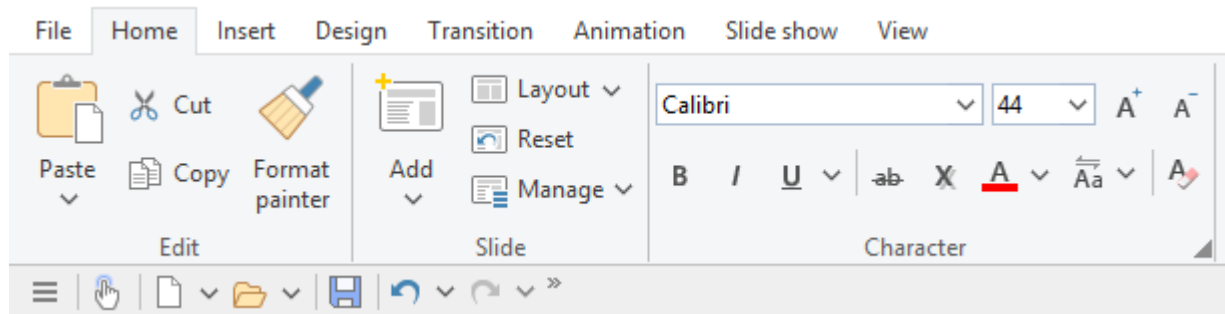 File Home Insert Design Transition Animation Slide show View
Paste
Cut
Copy
Format
painter
Edit
Add
Layout
Reset
Manage
Slide
Calibri 44 A+ A-
B I U ab X A Aa A
Character